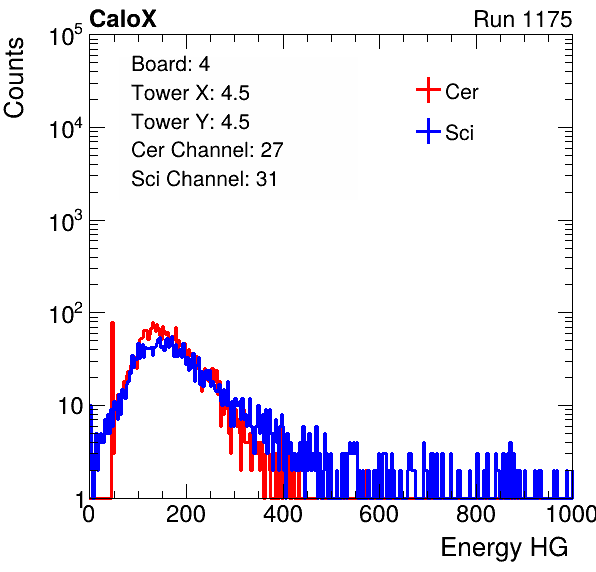 CaloX Run 1175
Counts
10^5
10^4
10^3
10^2
10
1
Board: 4
Tower X: 4.5
Tower Y: 4.5
Cer Channel: 27
Sci Channel: 31
Cer
Sci
0 200 400 600 800 1000
Energy HG